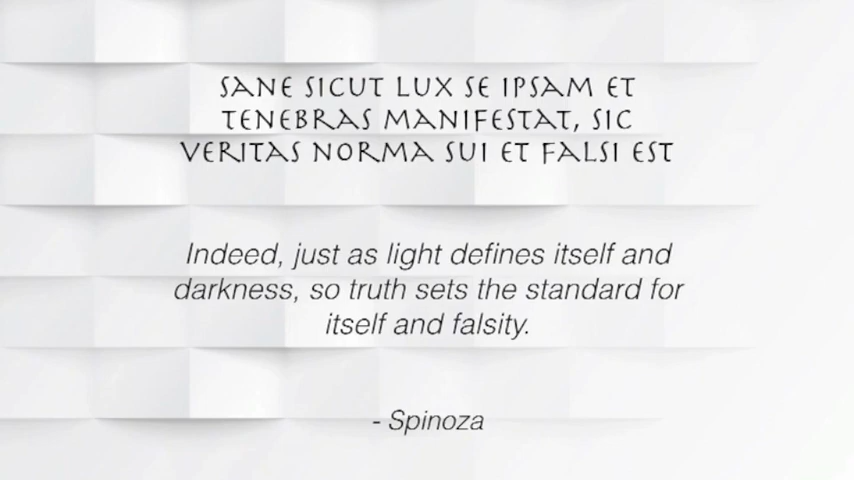 SANE SICUT LUX SE IPSAM ET
TENEBRAS MANIFESTAT, SIC
VERITAS NORMA SUI ET FALSI EST
Indeed, just as light defines itself and
darkness, so truth sets the standard for
itself and falsity.
- Spinoza